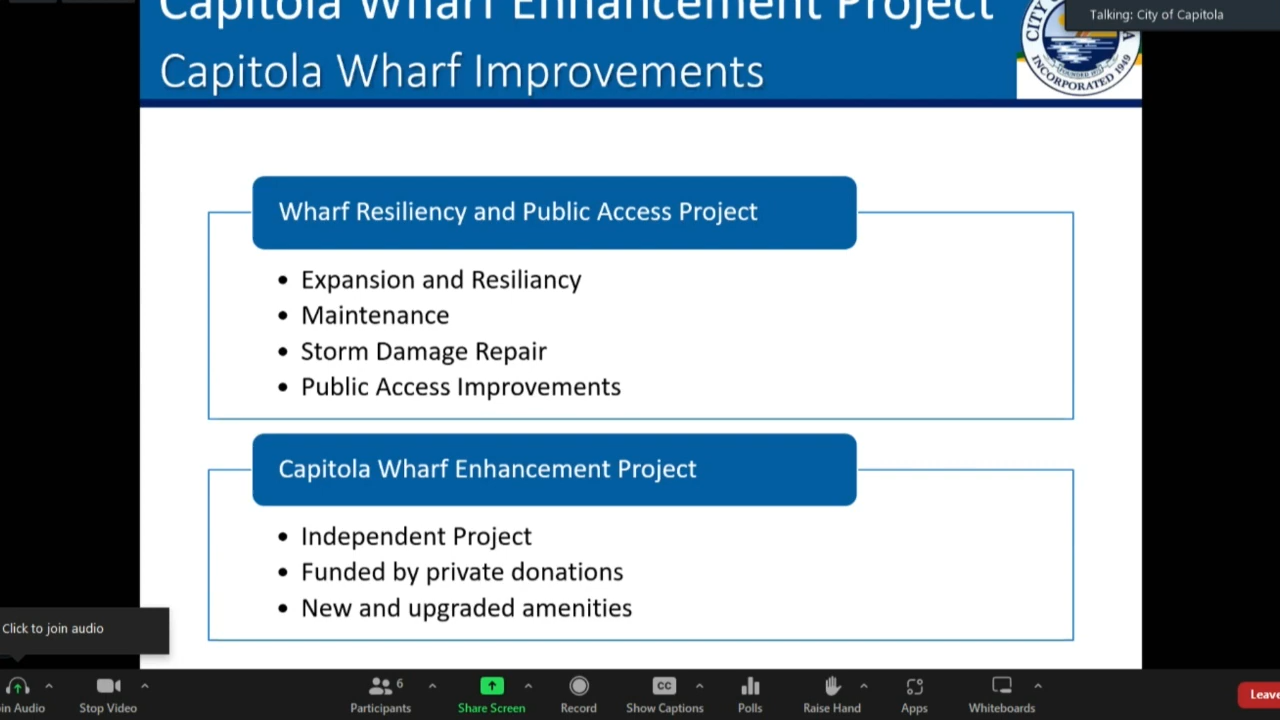 Capitola Wharf Enhancement Project
Talking: City of Capitola
Capitola Wharf Improvements
INCORPORATED 1949
Wharf Resiliency and Public Access Project
• Expansion and Resiliancy
• Maintenance
• Storm Damage Repair
• Public Access Improvements
Capitola Wharf Enhancement Project
• Independent Project
• Funded by private donations
• New and upgraded amenities
Click to join audio
in Audio
Stop Video
Participants 6
Share Screen
Record
CC
Show Captions
Polls
Raise Hand
Apps
Whiteboards
Leave